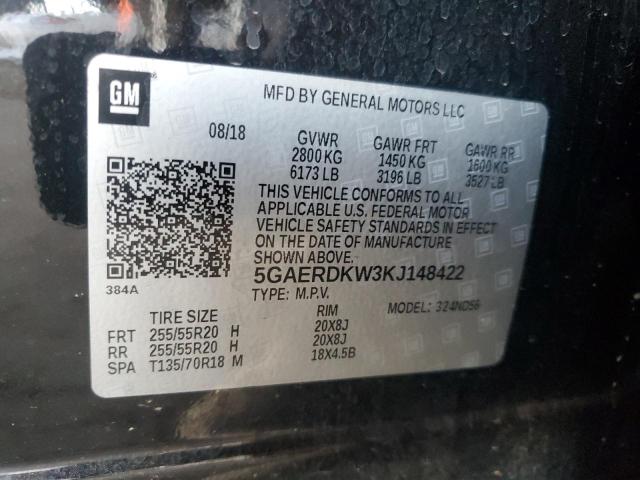 GM
MFD BY GENERAL MOTORS LLC
08/18 GVWR GAWR FRT GAWR RR
2800 KG 1450 KG 1600 KG
6173 LB 3196 LB 3527 LB
THIS VEHICLE CONFORMS TO ALL
APPLICABLE U.S. FEDERAL MOTOR
VEHICLE SAFETY STANDARDS IN EFFECT
ON THE DATE OF MANUFACTURE
SHOWN ABOVE.
384A
5GAERDKW3KJ148422
TYPE: M.P.V. MODEL: 324ND56
TIRE SIZE RIM
FRT 255/55R20 H 20X8J
RR 255/55R20 H 20X8J
SPA T135/70R18 M 18X4.5B